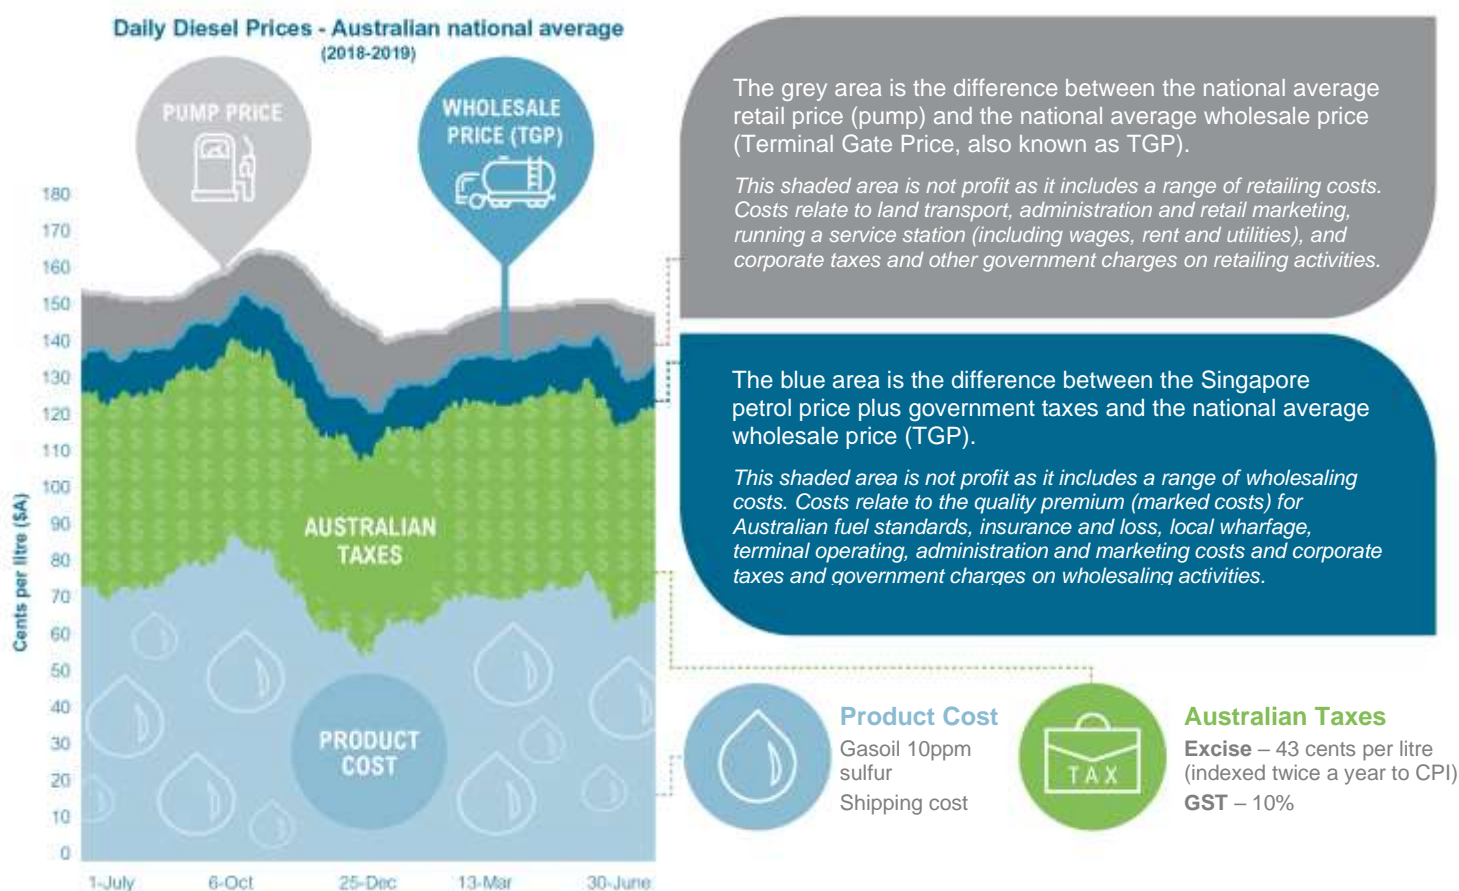 Daily Diesel Prices - Australian national average
(2018-2019)
PUMP PRICE
WHOLESALE
PRICE (TGP)
Cents per litre ($A)
180
170
160
150
140
130
120
110
100
90
80
70
60
50
40
30
20
10
0
1-July
6-Oct
25-Dec
13-Mar
30-June
AUSTRALIAN
TAXES
PRODUCT
COST
The grey area is the difference between the national average
retail price (pump) and the national average wholesale price
(Terminal Gate Price, also known as TGP).
This shaded area is not profit as it includes a range of retailing costs.
Costs relate to land transport, administration and retail marketing,
running a service station (including wages, rent and utilities), and
corporate taxes and other government charges on retailing activities.
The blue area is the difference between the Singapore
petrol price plus government taxes and the national average
wholesale price (TGP).
This shaded area is not profit as it includes a range of wholesaling
costs. Costs relate to the quality premium (marked costs) for
Australian fuel standards, insurance and loss, local wharfage,
terminal operating, administration and marketing costs and corporate
taxes and government charges on wholesaling activities.
Product Cost
Gasoil 10ppm
sulfur
Shipping cost
TAX
Australian Taxes
Excise – 43 cents per litre
(indexed twice a year to CPI)
GST – 10%